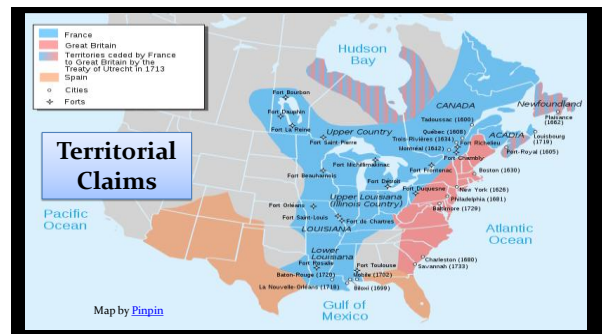 France
Great Britain
Territories ceded by France
to Great Britain by the
Treaty of Utrecht in 1713
Spain
Cities
Forts
Hudson
Bay
Fort Bourbon
Fort Dauphin
Fort La Reine
CANADA
Newfoundland
Plaisance
(1662)
Tadoussac (1600)
Québec (1608)
Trois-Rivières (1634)
Montréal (1642)
Fort Richelieu
ACADIA
Louisbourg
(1719)
Port-Royal (1605)
Upper Country
Fort Saint Pierre
Fort Chambly
Fort Michilimakinac
Fort Frontenac
Boston (1630)
Territorial
Claims
Fort Beauharnois
Fort Detroit
Fort Duquesne
New York (1626)
Upper Louisiana
(Illinois Country)
Philadelphia (1681)
Baltimore (1729)
Pacific
Ocean
Fort Orléans
Fort Saint-Louis
Fort de Chartres
LOUISIANA
Atlantic
Ocean
Lower
Louisiana
Fort Rosalie
Fort Toulouse
Charleston (1680)
Savannah (1733)
Baton-Rouge (1720)
Mobile (1702)
La Nouvelle-Orléans (1718)
Biloxi (1699)
Gulf of
Mexico
Map by Pinpin